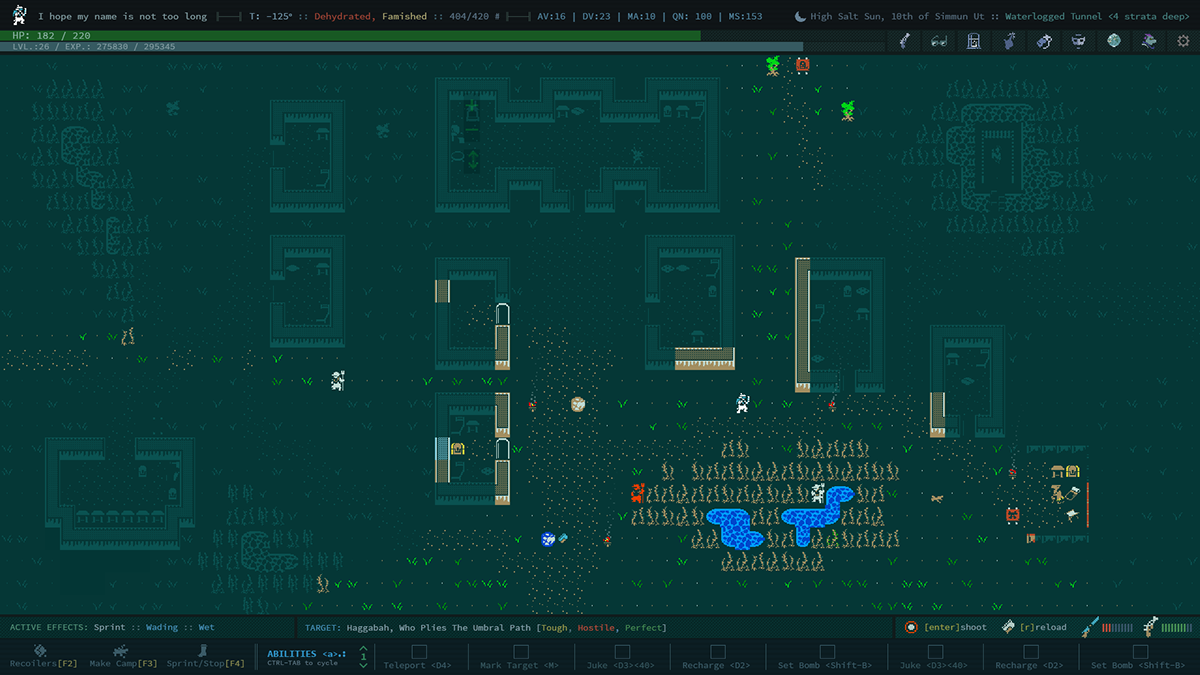 I hope my name is not too long T: -125° :: Dehydrated, Famished :: 404/420 # AV:16 | DV:23 | MA:10 | QN: 100 | MS:153 High Salt Sun, 10th of Simmun Ut :: Waterlogged Tunnel <4 strata deep>
HP: 182 / 220
LVL.:26 / EXP.: 275830 / 295345
ACTIVE EFFECTS: Sprint :: Wading :: Wet TARGET: Haggabah, Who Plies The Umbral Path [Tough, Hostile, Perfect] [enter]shoot [r]reload
Recoilers[F2] Make Camp[F3] Sprint/Stop[F4] ABILITIES <a>.: 1 Teleport <D4> Mark Target <M> Juke <D3><40> Recharge <D2> Set Bomb <Shift-B> Juke <D3><40> Recharge <D2> Set Bomb <Shift-B>
CTRL-TAB to cycle